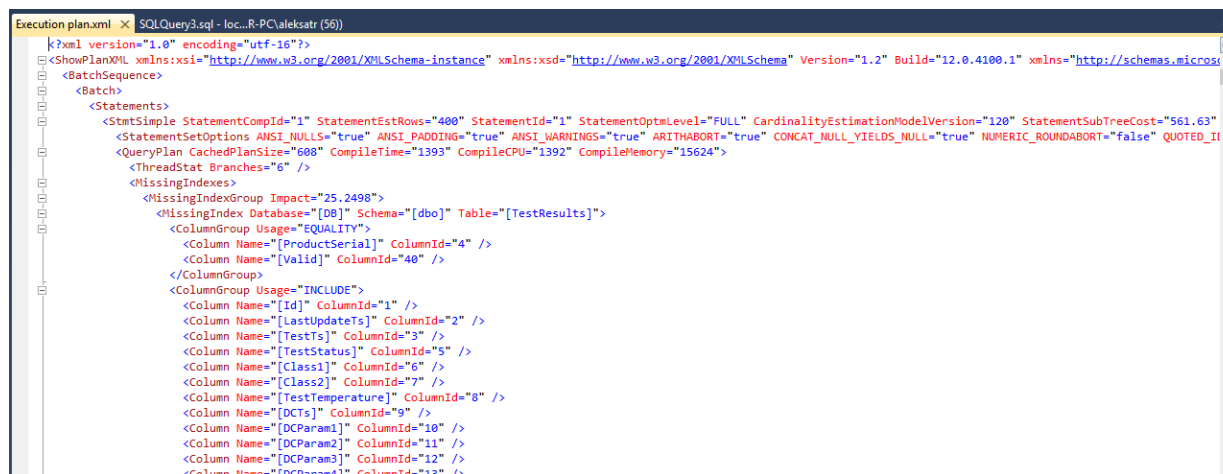 Execution plan.xml × SQLQuery3.sql - loc...R-PC\aleksatr (56))
<?xml version="1.0" encoding="utf-16"?>
<ShowPlanXML xmlns:xsi="http://www.w3.org/2001/XMLSchema-instance" xmlns:xsd="http://www.w3.org/2001/XMLSchema" Version="1.2" Build="12.0.4100.1" xmlns="http://schemas.microso
<BatchSequence>
<Batch>
<Statements>
<StmtSimple StatementCompId="1" StatementEstRows="400" StatementId="1" StatementOptmLevel="FULL" CardinalityEstimationModelVersion="120" StatementSubTreeCost="561.63"
<StatementSetOptions ANSI_NULLS="true" ANSI_PADDING="true" ANSI_WARNINGS="true" ARITHABORT="true" CONCAT_NULL_YIELDS_NULL="true" NUMERIC_ROUNDABORT="false" QUOTED_ID
<QueryPlan CachedPlanSize="608" CompileTime="1393" CompileCPU="1392" CompileMemory="15624">
<ThreadStat Branches="6" />
<MissingIndexes>
<MissingIndexGroup Impact="25.2498">
<MissingIndex Database="[DB]" Schema="[dbo]" Table="[TestResults]">
<ColumnGroup Usage="EQUALITY">
<Column Name="[ProductSerial]" ColumnId="4" />
<Column Name="[Valid]" ColumnId="40" />
</ColumnGroup>
<ColumnGroup Usage="INCLUDE">
<Column Name="[Id]" ColumnId="1" />
<Column Name="[LastUpdateTs]" ColumnId="2" />
<Column Name="[TestTs]" ColumnId="3" />
<Column Name="[TestStatus]" ColumnId="5" />
<Column Name="[Class1]" ColumnId="6" />
<Column Name="[Class2]" ColumnId="7" />
<Column Name="[TestTemperature]" ColumnId="8" />
<Column Name="[DCTs]" ColumnId="9" />
<Column Name="[DCParam1]" ColumnId="10" />
<Column Name="[DCParam2]" ColumnId="11" />
<Column Name="[DCParam3]" ColumnId="12" />
<Column Name="[DCParam4]" ColumnId="13" />